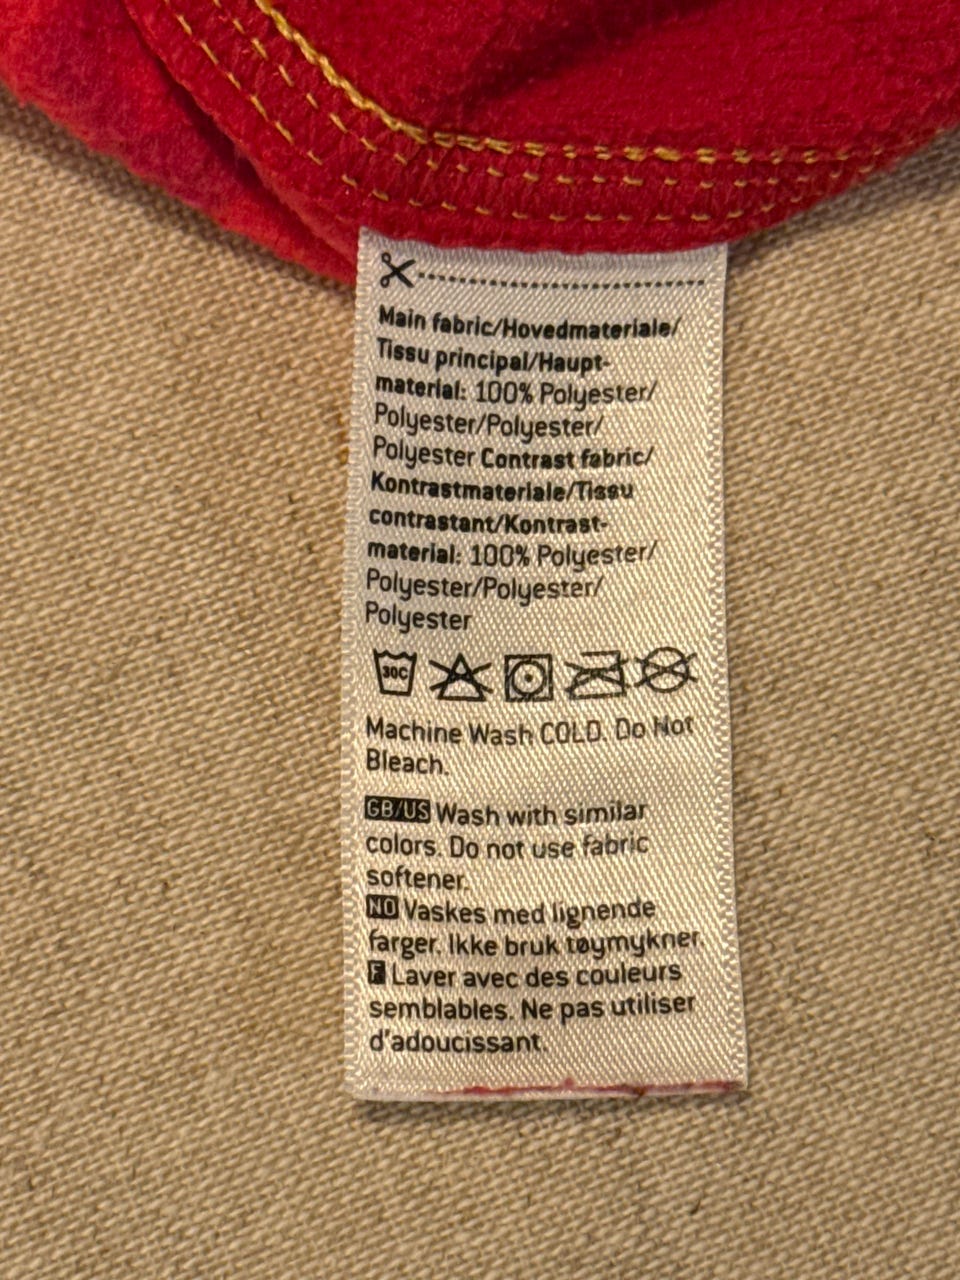 Main fabric/Hovedmateriale/
Tissu principal/Haupt-
material: 100% Polyester/
Polyester/Polyester/
Polyester Contrast fabric/
Kontrastmateriale/Tissu
contrastant/Kontrast-
material: 100% Polyester/
Polyester/Polyester/
Polyester
30C
Machine Wash COLD. Do Not
Bleach.
GB/US Wash with similar
colors. Do not use fabric
softener.
NO Vaskes med lignende
farger. Ikke bruk tøymykner.
F Laver avec des couleurs
semblables. Ne pas utiliser
d'adoucissant.